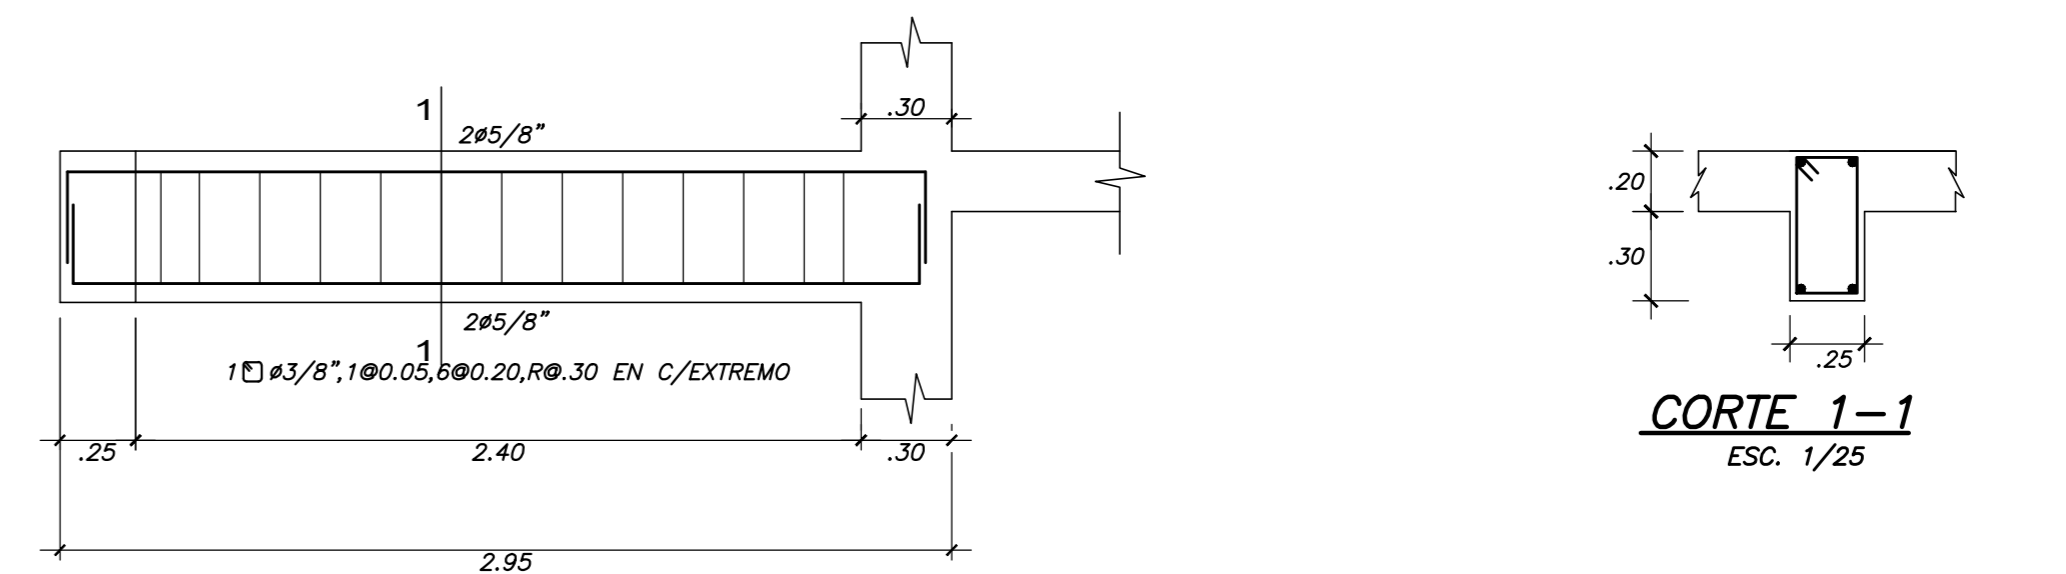 1
2ø5/8"
.30
2ø5/8"
1
1 ø3/8",1@0.05,6@0.20,R@.30 EN C/EXTREMO
.25
2.40
.30
2.95
.20
.30
.25
CORTE 1-1
ESC. 1/25